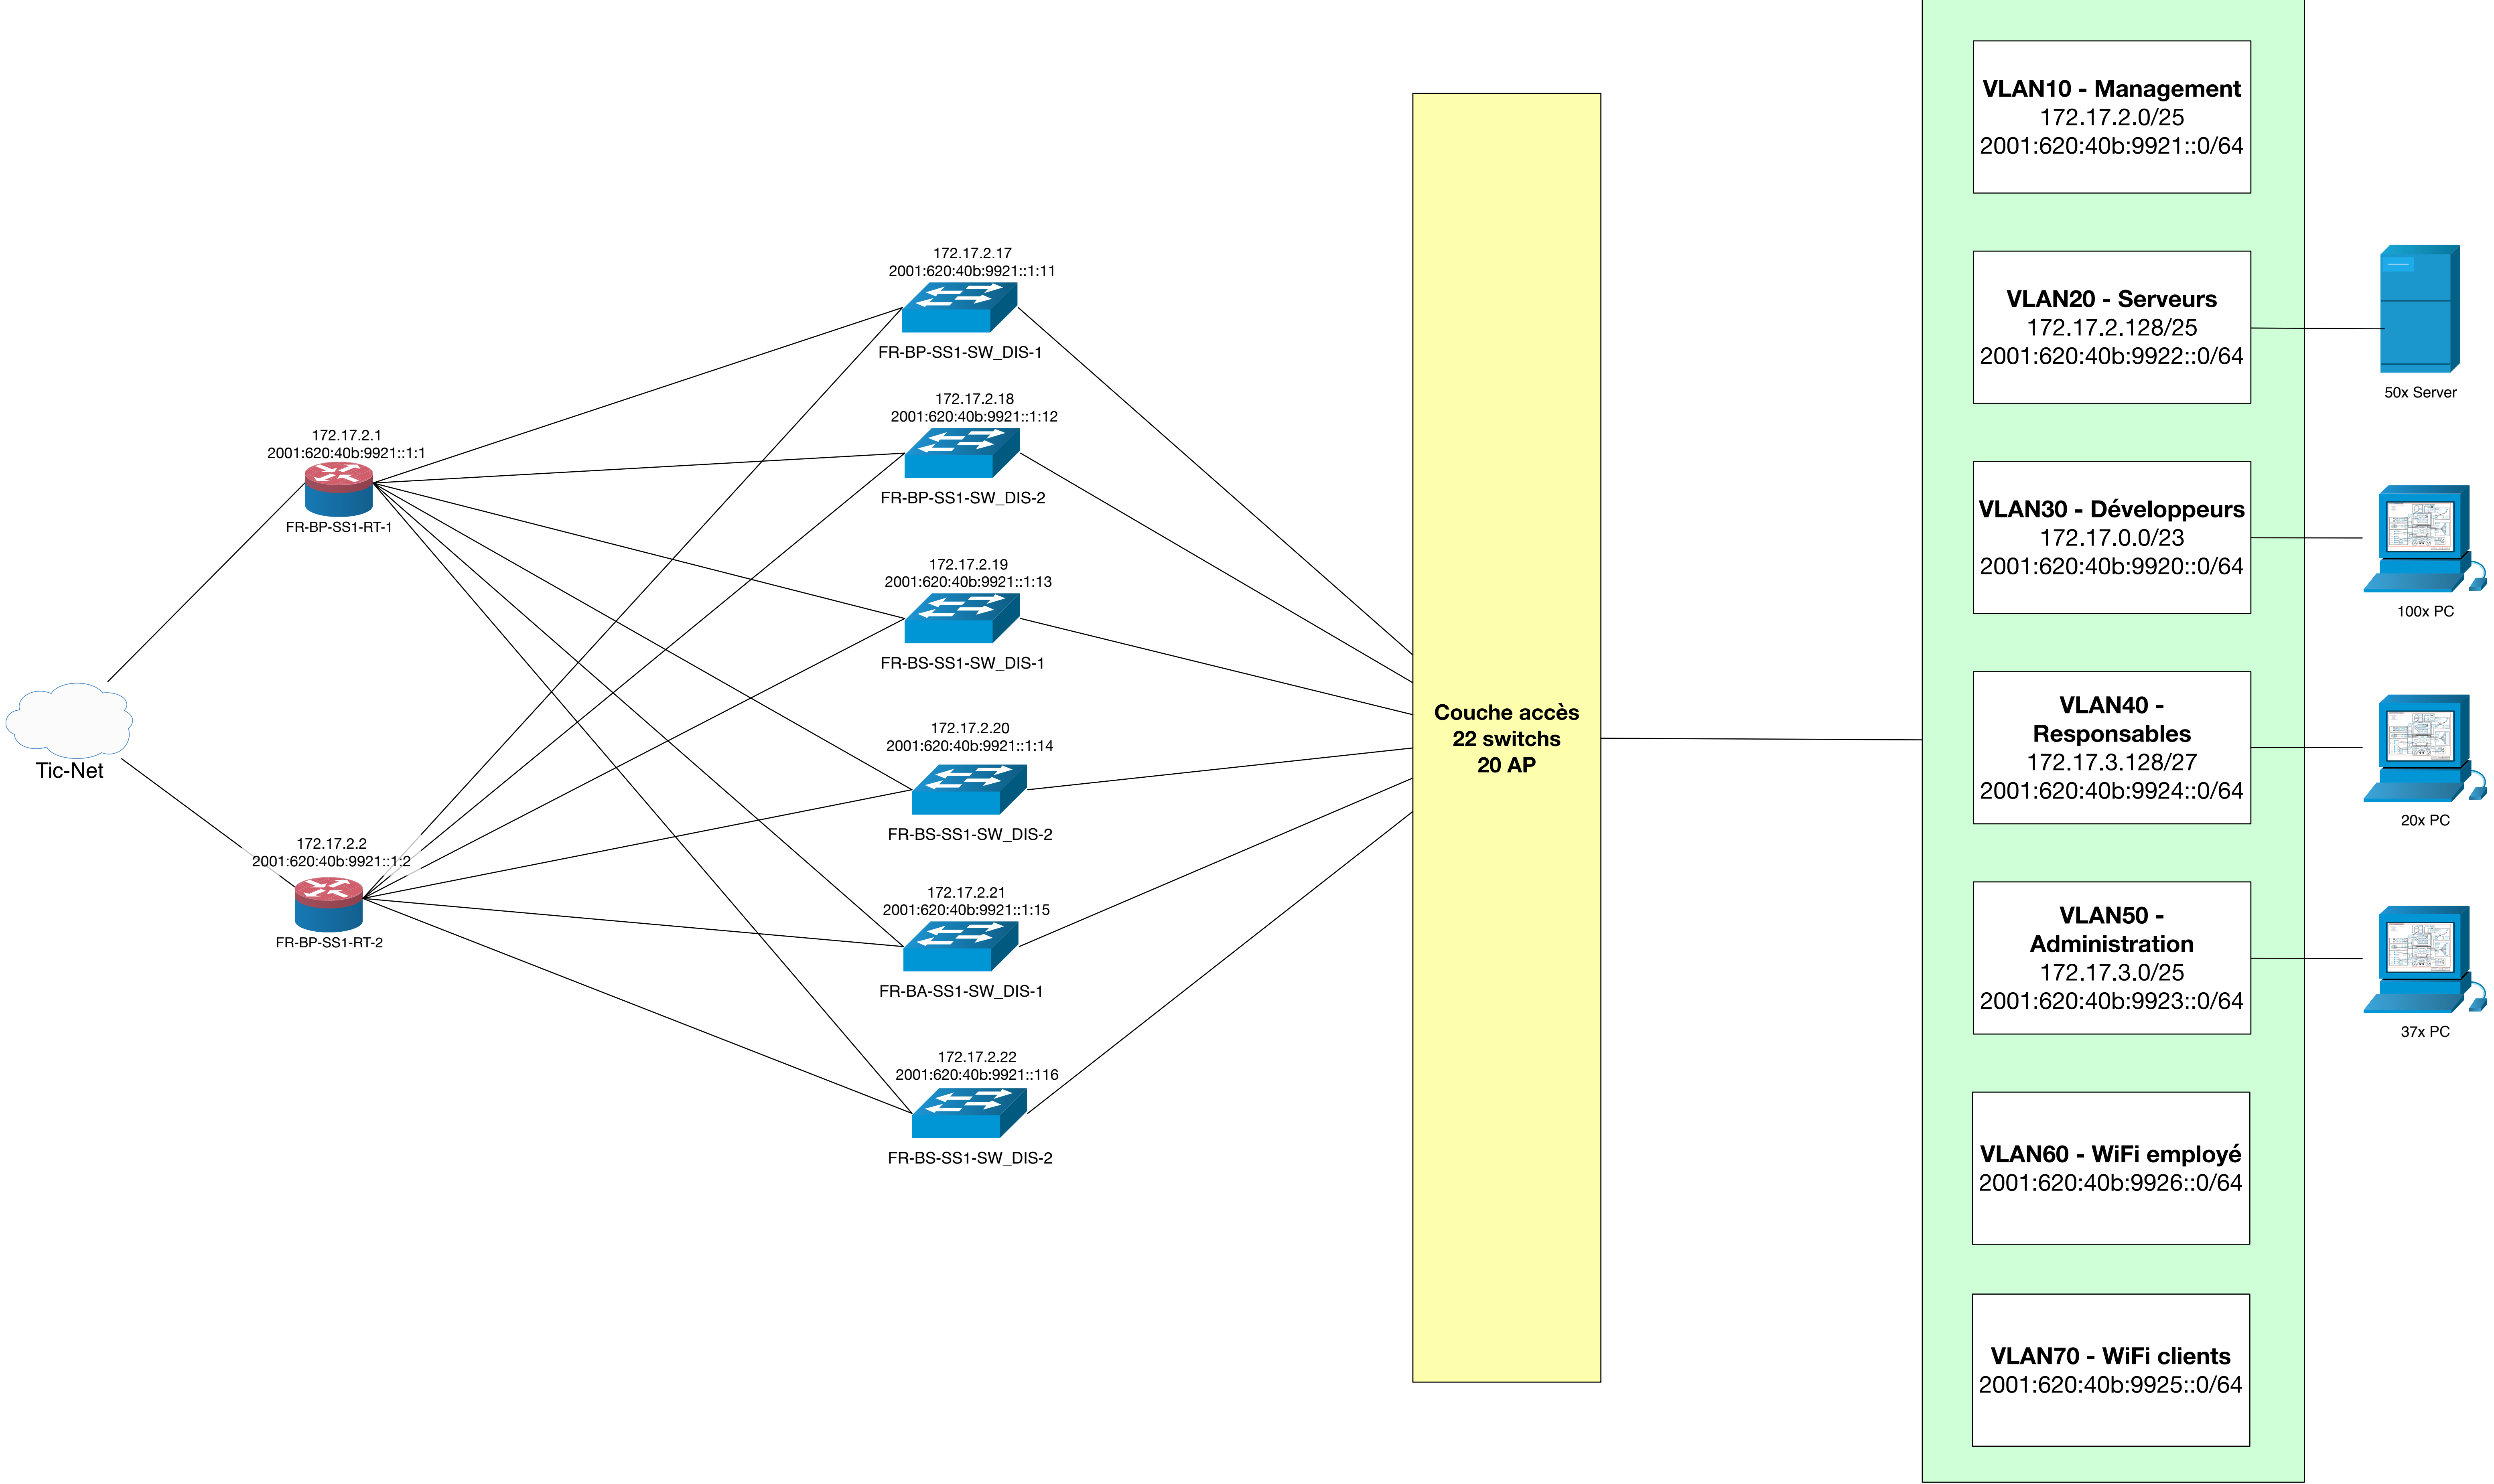 Tic-Net
172.17.2.1
2001:620:40b:9921::1:1
FR-BP-SS1-RT-1
172.17.2.2
2001:620:40b:9921::1:2
FR-BP-SS1-RT-2
172.17.2.17
2001:620:40b:9921::1:11
FR-BP-SS1-SW_DIS-1
172.17.2.18
2001:620:40b:9921::1:12
FR-BP-SS1-SW_DIS-2
172.17.2.19
2001:620:40b:9921::1:13
FR-BS-SS1-SW_DIS-1
172.17.2.20
2001:620:40b:9921::1:14
FR-BS-SS1-SW_DIS-2
172.17.2.21
2001:620:40b:9921::1:15
FR-BA-SS1-SW_DIS-1
172.17.2.22
2001:620:40b:9921::116
FR-BS-SS1-SW_DIS-2
Couche accès
22 switchs
20 AP
VLAN10 - Management
172.17.2.0/25
2001:620:40b:9921::0/64
VLAN20 - Serveurs
172.17.2.128/25
2001:620:40b:9922::0/64
50x Server
VLAN30 - Développeurs
172.17.0.0/23
2001:620:40b:9920::0/64
100x PC
VLAN40 -
Responsables
172.17.3.128/27
2001:620:40b:9924::0/64
20x PC
VLAN50 -
Administration
172.17.3.0/25
2001:620:40b:9923::0/64
37x PC
VLAN60 - WiFi employé
2001:620:40b:9926::0/64
VLAN70 - WiFi clients
2001:620:40b:9925::0/64